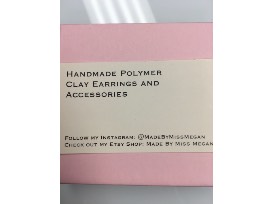 Handmade Polymer
Clay Earrings and
Accessories
Follow my Instagram: @MadeByMissMegan
Check out my Etsy Shop: Made By Miss Megan